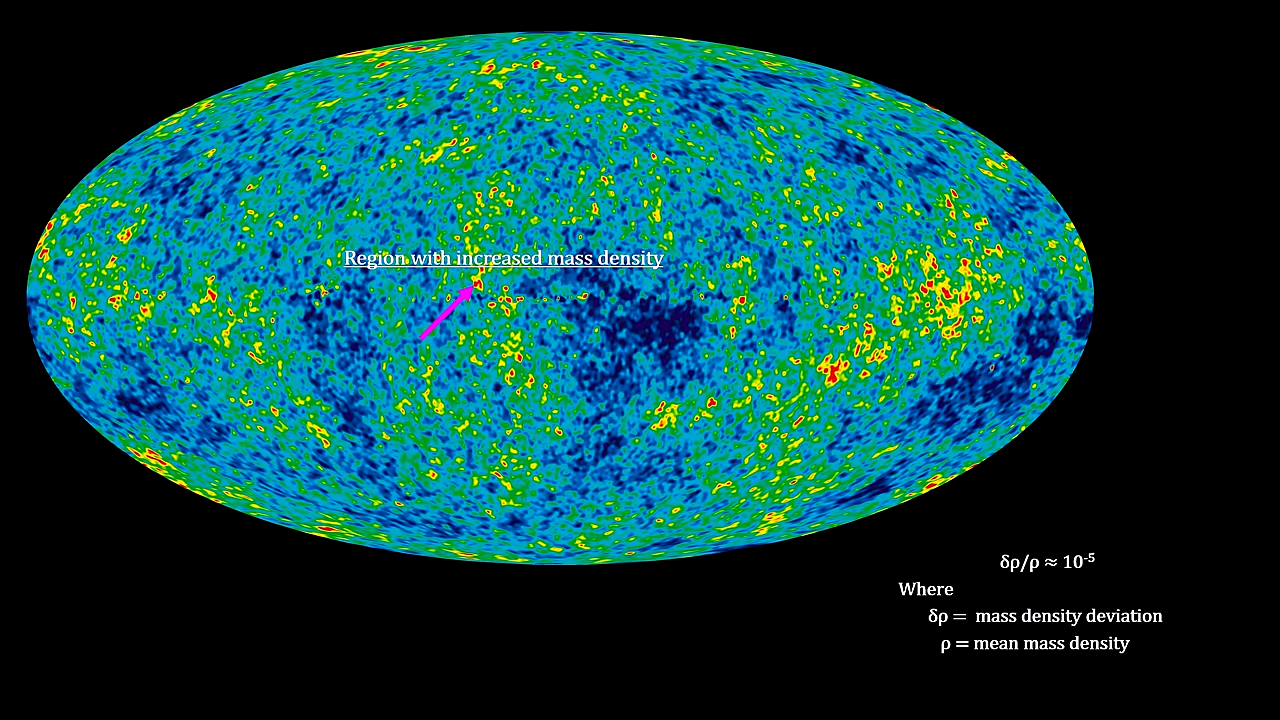 Region with increased mass density
δρ/ρ ≈ 10⁻⁵
Where
δρ = mass density deviation
ρ = mean mass density